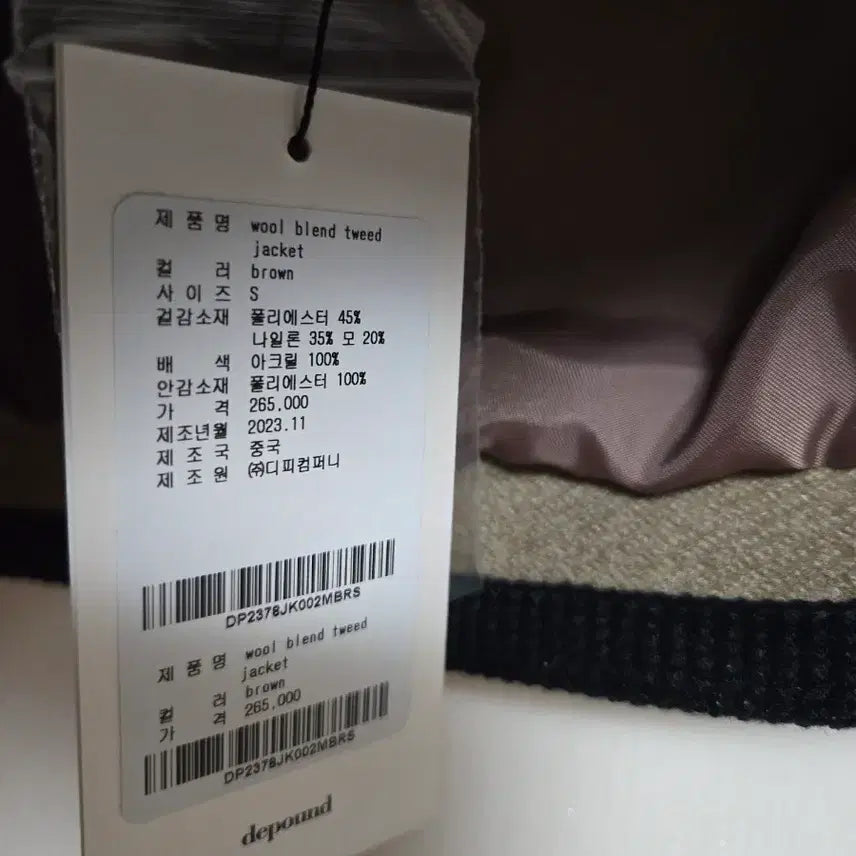 제 품 명 wool blend tweed
jacket
컬 러 brown
사 이 즈 S
겉감소재 폴리에스터 45%
나일론 35% 모 20%
배 색 아크릴 100%
안감소재 폴리에스터 100%
가 격 265,000
제조년월 2023.11
제 조 국 중국
제 조 원 ㈜디피컴퍼니
DP2378JK002MBRS
제 품 명 wool blend tweed
jacket
컬 러 brown
가 격 265,000
DP2378JK002MBRS
depound